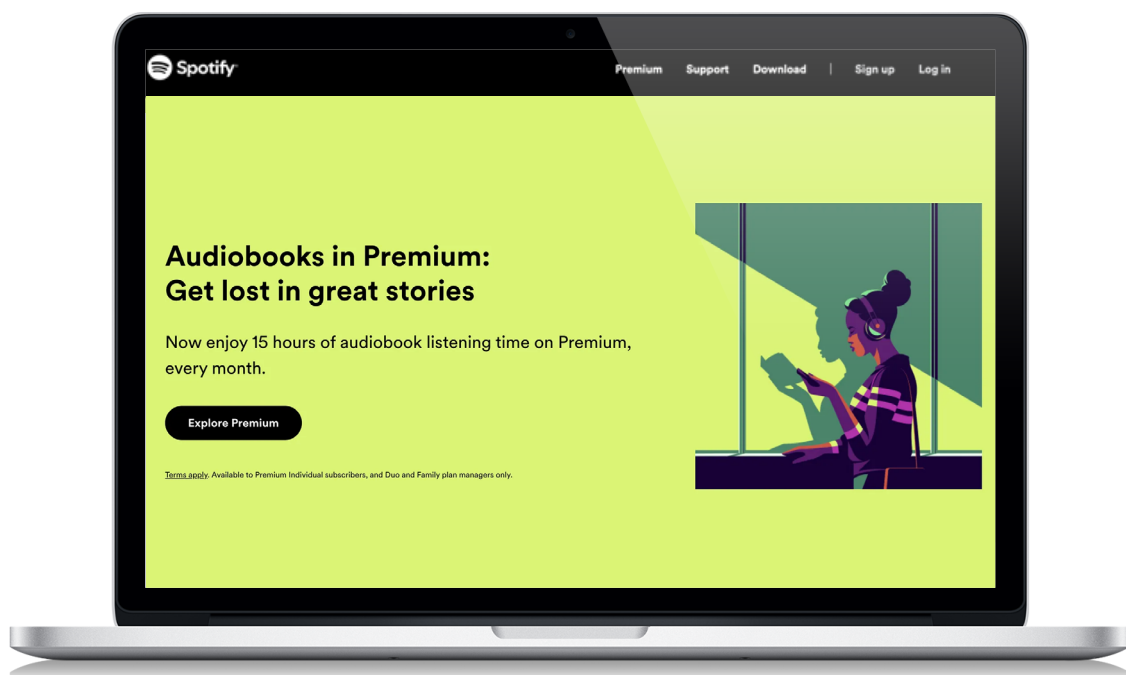 Spotify
Premium Support Download | Sign up Log in
Audiobooks in Premium:
Get lost in great stories
Now enjoy 15 hours of audiobook listening time on Premium,
every month.
Explore Premium
Terms apply. Available to Premium Individual subscribers, and Duo and Family plan managers only.